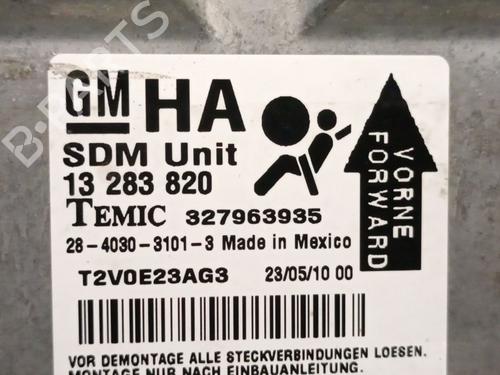 GM HA
SDM Unit
13 283 820
TEMIC 327963935
28-4030-3101-3 Made in Mexico
T2V0E23AG3 23/05/10 00
VOR DEMONTAGE ALLE STECKVERBINDUNGEN LOESEN.
MONTAGE NUR NACH EINBAUANLEITUNG.
VORNE
FORWARD
B-PARTS